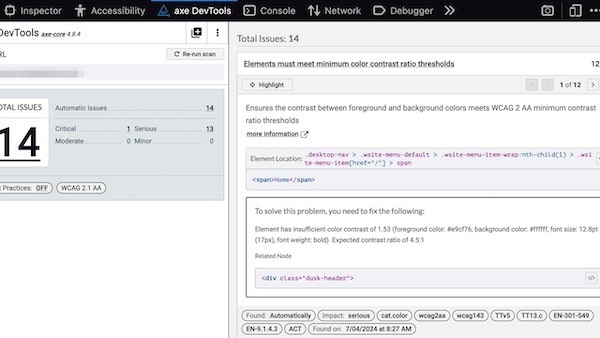 Inspector Accessibility axe DevTools Console Network Debugger
DevTools axe-core 4.8.4
RL
Re-run scan
OTAL ISSUES
14
Automatic Issues 14
Critical 1 Serious 13
Moderate 0 Minor 0
Practices: OFF WCAG 2.1 AA
Total Issues: 14
Elements must meet minimum color contrast ratio thresholds 12
Highlight
1 of 12
Ensures the contrast between foreground and background colors meets WCAG 2 AA minimum contrast
ratio thresholds
more information
Element Location: .desktop-nav > .wsite-menu-default > .wsite-menu-item-wrap:nth-child(1) > .wsi
te-menu-item[href="/"] > span
<span>Home</span>
To solve this problem, you need to fix the following:
Element has insufficient color contrast of 1.53 (foreground color: #e9cf76, background color: #ffffff, font size: 12.8pt
(17px), font weight: bold). Expected contrast ratio of 4.5:1
Related Node
<div class="dusk-header">
</>
Found: Automatically Impact: serious cat.color wcag2aa wcag143 TTv5 TT13.c EN-301-549
EN-9.1.4.3 ACT Found on: 7/04/2024 at 8:27 AM